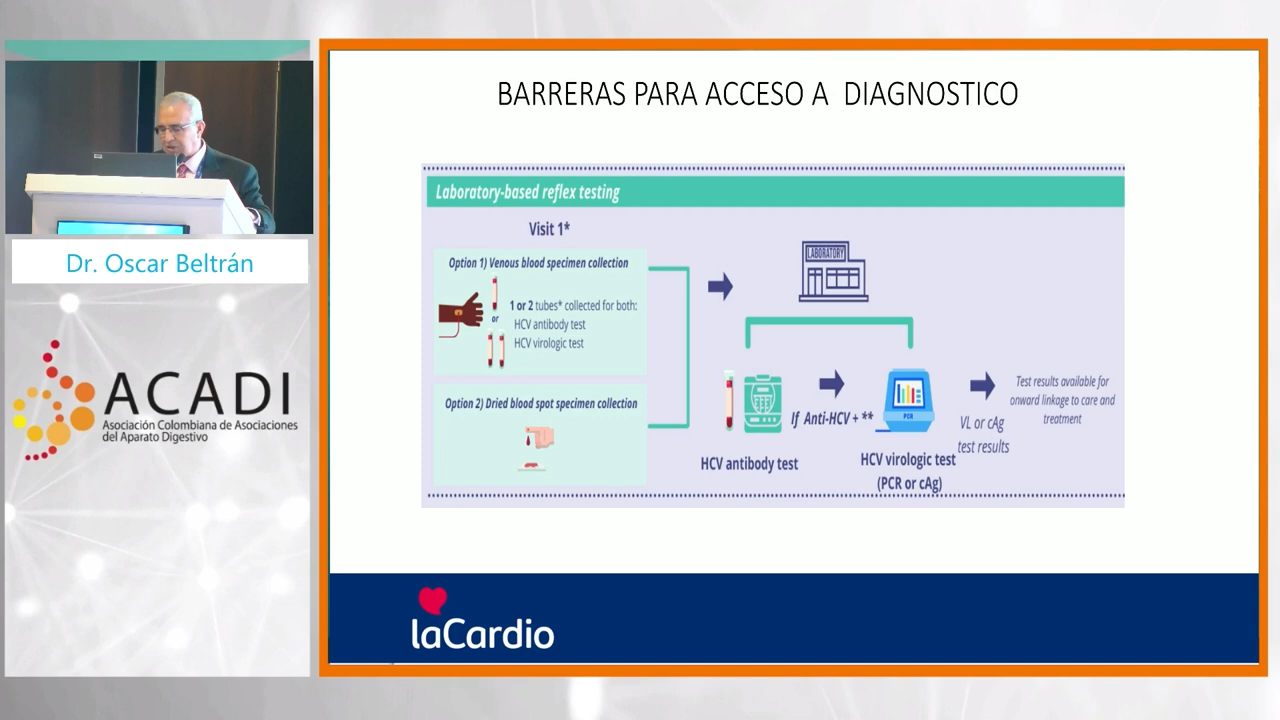 Dr. Oscar Beltrán
ACADI
Asociación Colombiana de Asociaciones
del Aparato Digestivo
BARRERAS PARA ACCESO A DIAGNOSTICO
Laboratory-based reflex testing
Visit 1*
Option 1) Venous blood specimen collection
or
1 or 2 tubes* collected for both:
HCV antibody test
HCV virologic test
Option 2) Dried blood spot specimen collection
LABORATORY
HCV antibody test
If Anti-HCV + **
PCR
HCV virologic test
(PCR or cAg)
VL or cAg
test results
Test results available for
onward linkage to care and
treatment
laCardio